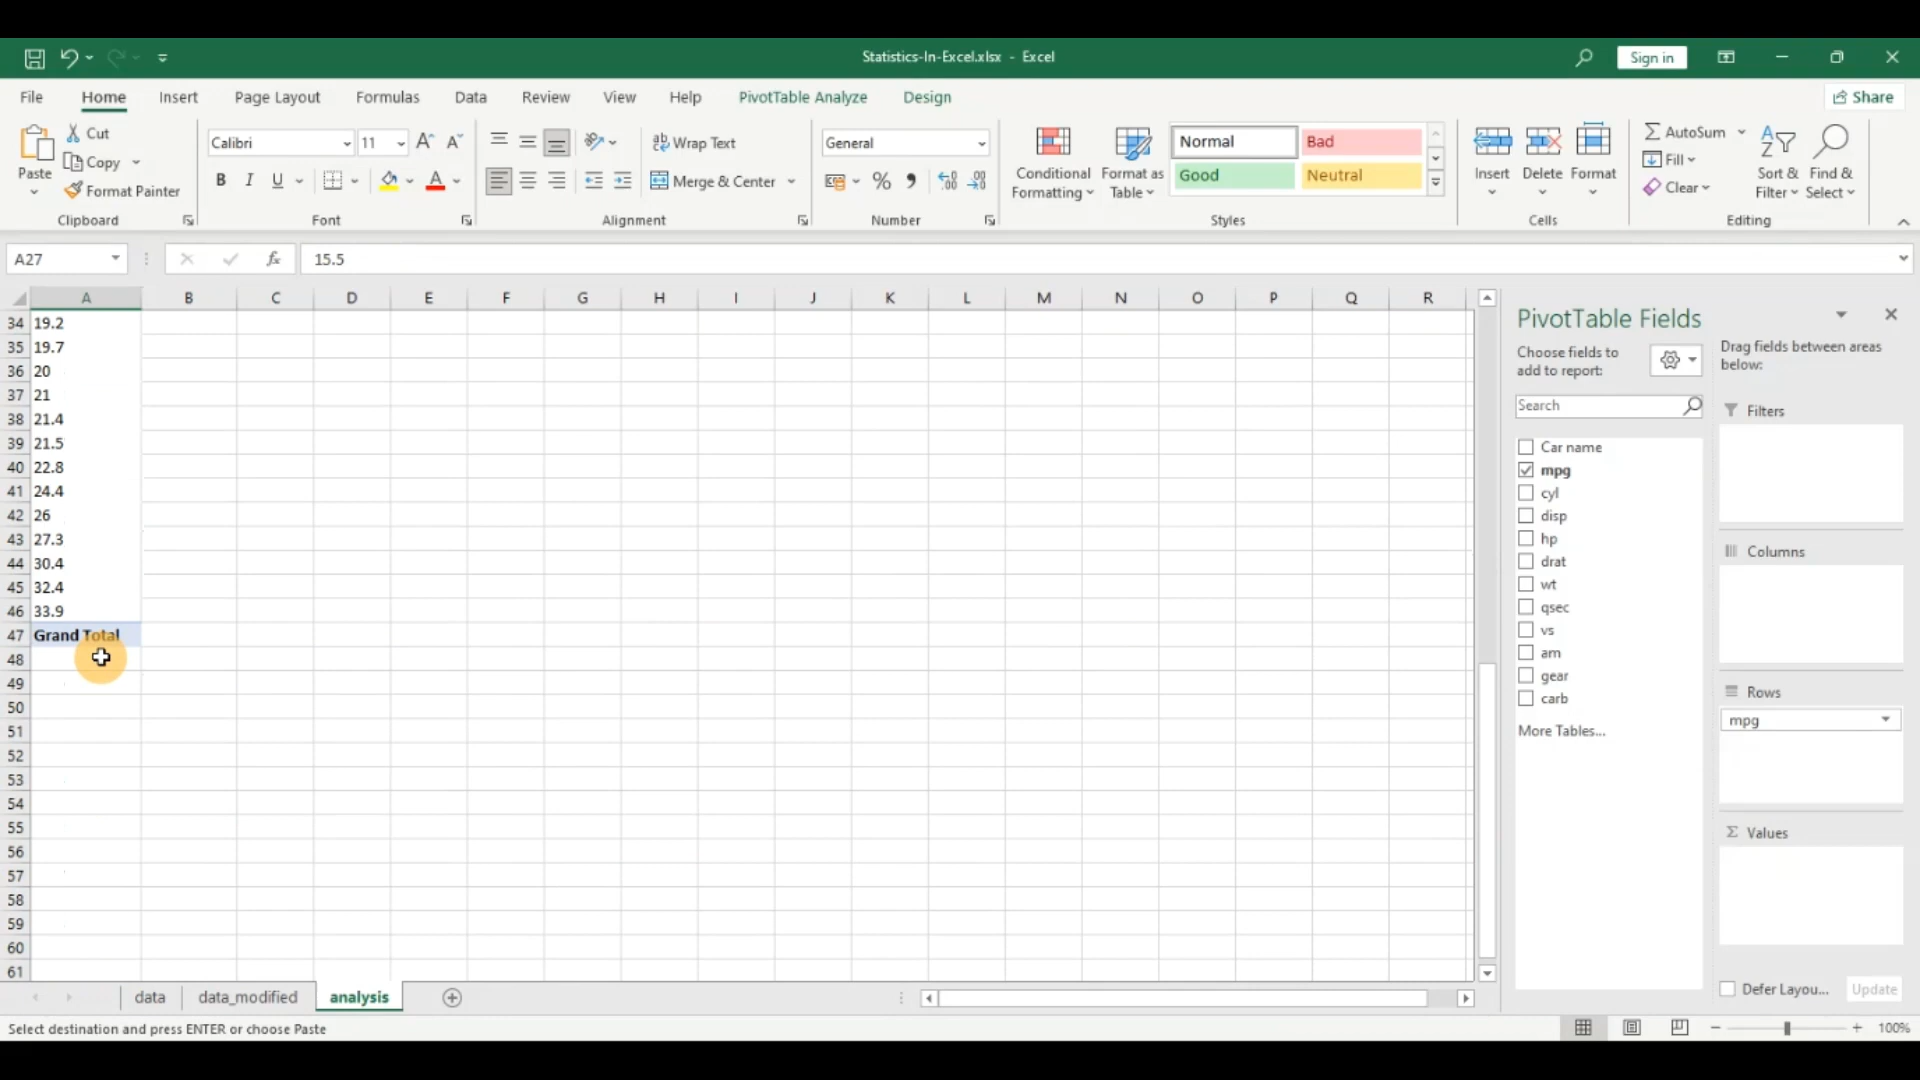 Statistics-In-Excel.xlsx - Excel
Sign in
File Home Insert Page Layout Formulas Data Review View Help PivotTable Analyze Design Share
Paste
Cut
Copy
Format Painter
Clipboard
Calibri 11
B I U
Font
Wrap Text
Merge & Center
Alignment
General
Number
Conditional Formatting
Format as Table
Normal Bad
Good Neutral
Styles
Insert Delete Format
Cells
AutoSum
Fill
Clear
Sort & Filter
Find & Select
Editing
A27 fx 15.5
A B C D E F G H I J K L M N O P Q R
34 19.2
35 19.7
36 20
37 21
38 21.4
39 21.5
40 22.8
41 24.4
42 26
43 27.3
44 30.4
45 32.4
46 33.9
47 Grand Total
48
49
50
51
52
53
54
55
56
57
58
59
60
61
PivotTable Fields
Choose fields to add to report:
Search
Car name
mpg
cyl
disp
hp
drat
wt
qsec
vs
am
gear
carb
More Tables...
Drag fields between areas below:
Filters
Columns
Rows
mpg
Σ Values
Defer Layou... Update
data data_modified analysis
Select destination and press ENTER or choose Paste
100%